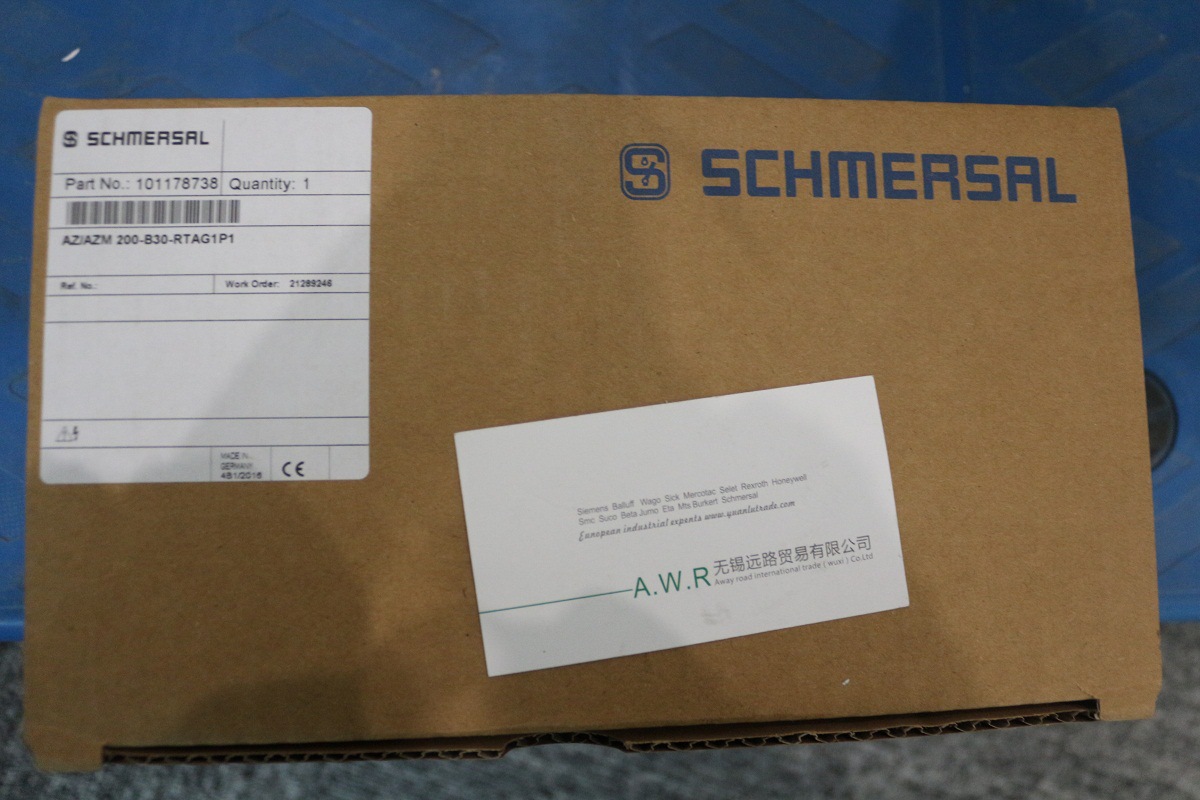 SCHMERSAL
Part No.: 101178738 Quantity: 1
AZ/AZM 200-B30-RTAG1P1
Ref. No.: Work Order: 21289246
MADE IN
GERMANY
481/2016
CE
SCHMERSAL
Siemens Balluff Wago Sick Mercotac Selet Rexroth Honeywell
Smc Suco Beta Jumo Eta Mts Burkert Schmersal
European industrial experts www.yuanlutrade.com
A.W.R 无锡远路贸易有限公司
Away road international trade ( wuxi ) Co.Ltd